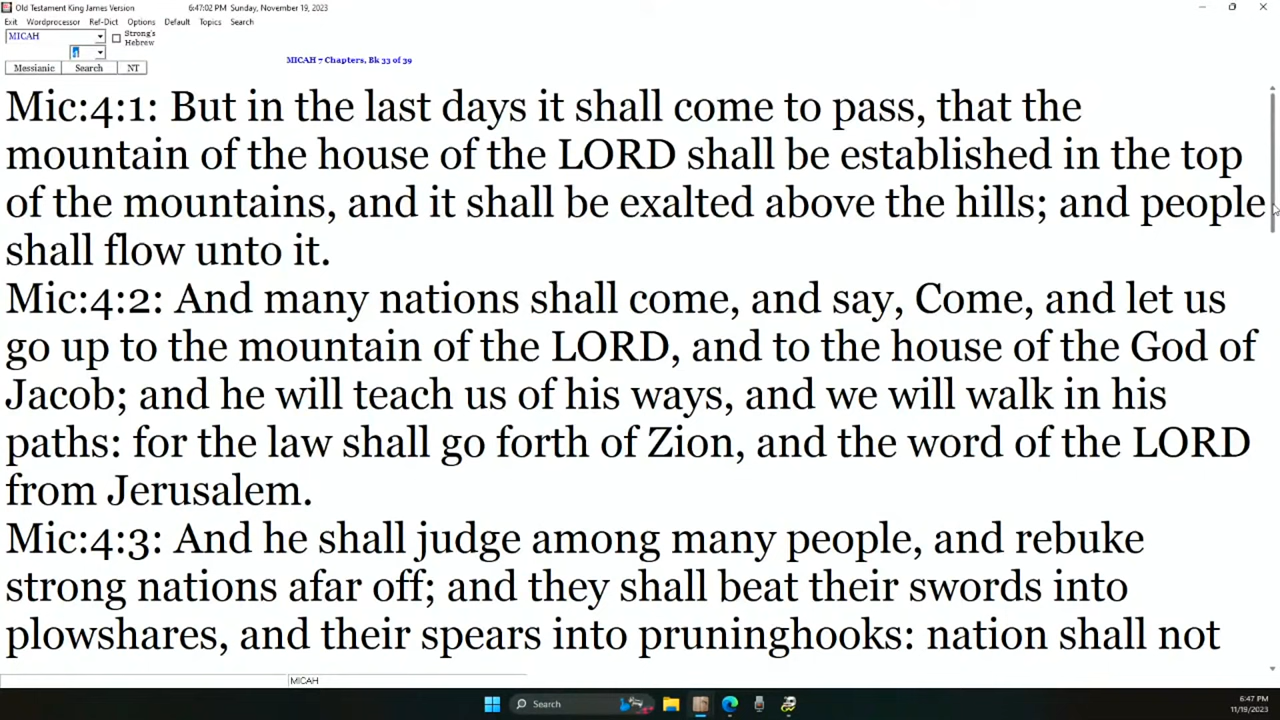 Old Testament King James Version 6:47:02 PM Sunday, November 19, 2023
Exit Wordprocessor Ref-Dict Options Default Topics Search
MICAH
Strong's
Hebrew
4
MICAH 7 Chapters, Bk 33 of 39
Messianic Search NT
Mic:4:1: But in the last days it shall come to pass, that the
mountain of the house of the LORD shall be established in the top
of the mountains, and it shall be exalted above the hills; and people
shall flow unto it.
Mic:4:2: And many nations shall come, and say, Come, and let us
go up to the mountain of the LORD, and to the house of the God of
Jacob; and he will teach us of his ways, and we will walk in his
paths: for the law shall go forth of Zion, and the word of the LORD
from Jerusalem.
Mic:4:3: And he shall judge among many people, and rebuke
strong nations afar off; and they shall beat their swords into
plowshares, and their spears into pruninghooks: nation shall not
MICAH
Search
6:47 PM
11/19/2023